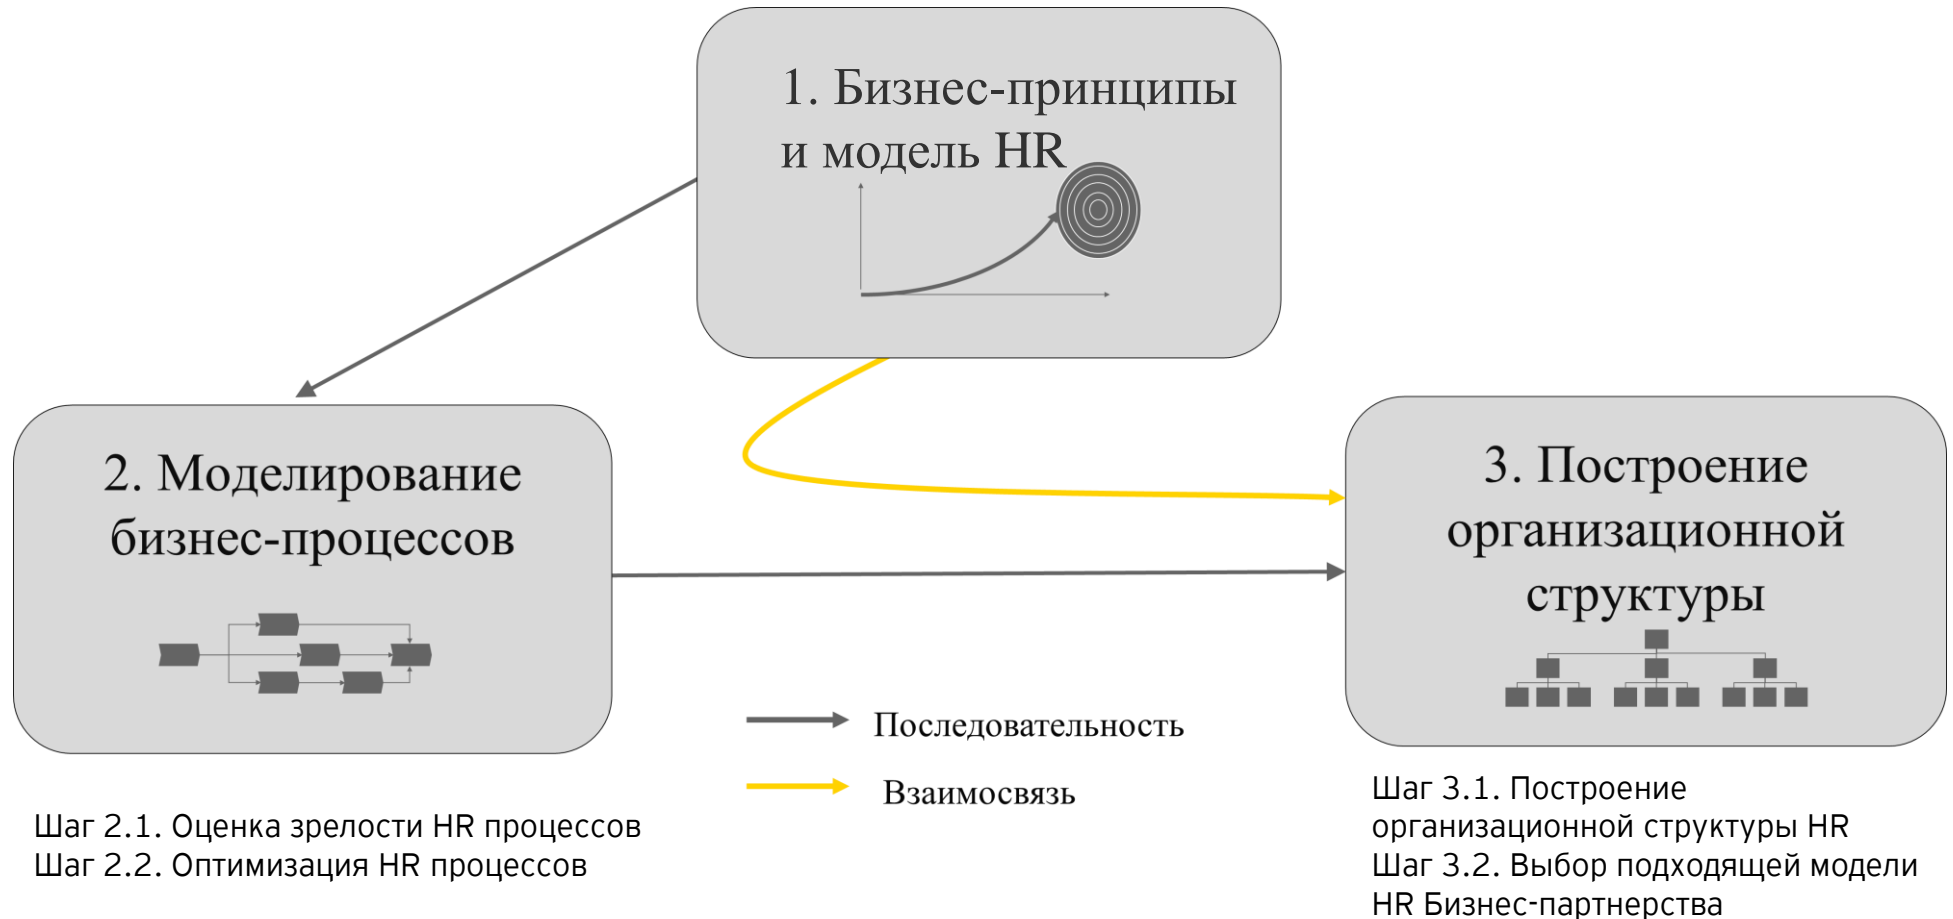 1. Бизнес-принципы
и модель HR
2. Моделирование
бизнес-процессов
3. Построение
организационной
структуры
Последовательность
Взаимосвязь
Шаг 2.1. Оценка зрелости HR процессов
Шаг 2.2. Оптимизация HR процессов
Шаг 3.1. Построение
организационной структуры HR
Шаг 3.2. Выбор подходящей модели
HR Бизнес-партнерства